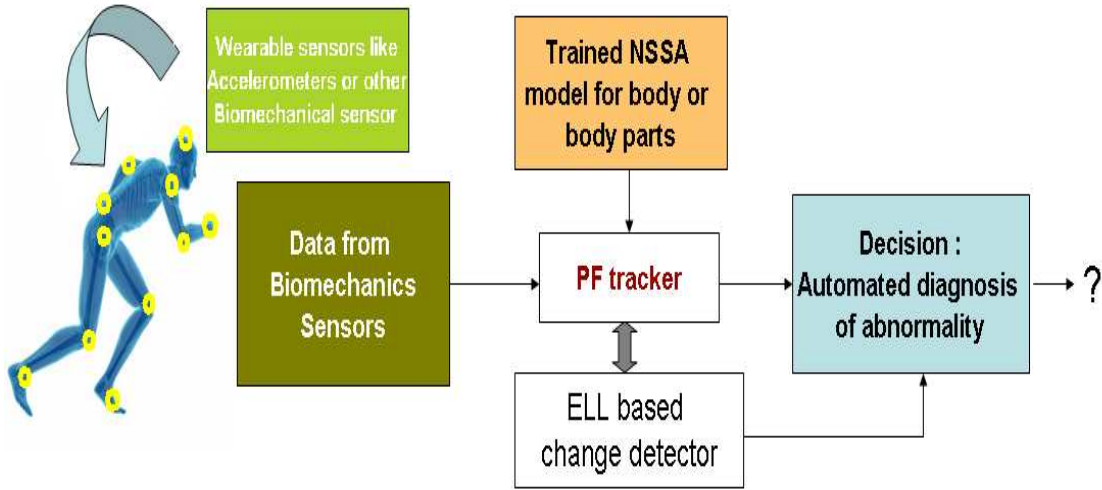 Wearable sensors like
Accelerometers or other
Biomechanical sensor
Trained NSSA
model for body or
body parts
Data from
Biomechanics
Sensors
PF tracker
Decision :
Automated diagnosis
of abnormality
?
ELL based
change detector